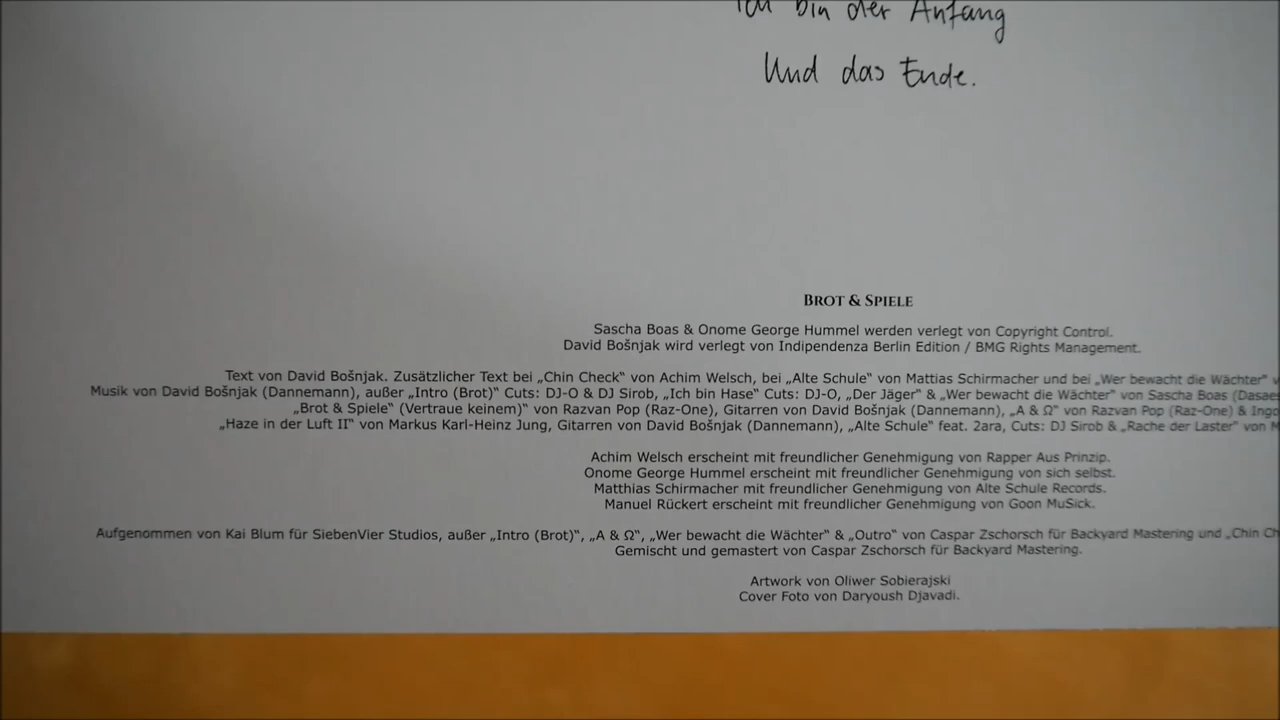 Ich bin der Anfang
Und das Ende.
BROT & SPIELE
Sascha Boas & Onome George Hummel werden verlegt von Copyright Control.
David Bošnjak wird verlegt von Indipendenza Berlin Edition / BMG Rights Management.
Text von David Bošnjak. Zusätzlicher Text bei „Chin Check“ von Achim Welsch, bei „Alte Schule“ von Mattias Schirmacher und bei „Wer bewacht die Wächter“
Musik von David Bošnjak (Dannemann), außer „Intro (Brot)“ Cuts: DJ-O & DJ Sirob, „Ich bin Hase“ Cuts: DJ-O, „Der Jäger“ & „Wer bewacht die Wächter“ von Sascha Boas
„Brot & Spiele“ (Vertraue keinem)“ von Razvan Pop (Raz-One), Gitarren von David Bošnjak (Dannemann), „A & Ω“ von Razvan Pop (Raz-One) &
„Haze in der Luft II“ von Markus Karl-Heinz Jung, Gitarren von David Bošnjak (Dannemann), „Alte Schule“ feat. 2ara, Cuts: DJ Sirob & „Rache der Laster“ von
Achim Welsch erscheint mit freundlicher Genehmigung von Rapper Aus Prinzip.
Onome George Hummel erscheint mit freundlicher Genehmigung von sich selbst.
Matthias Schirmacher mit freundlicher Genehmigung von Alte Schule Records.
Manuel Rückert erscheint mit freundlicher Genehmigung von Goon MuSick.
Aufgenommen von Kai Blum für SiebenVier Studios, außer „Intro (Brot)“, „A & Ω“, „Wer bewacht die Wächter“ & „Outro“ von Caspar Zschorsch für Backyard Mastering und
Gemischt und gemastert von Caspar Zschorsch für Backyard Mastering.
Artwork von Oliwer Sobierajski
Cover Foto von Daryoush Djavadi.